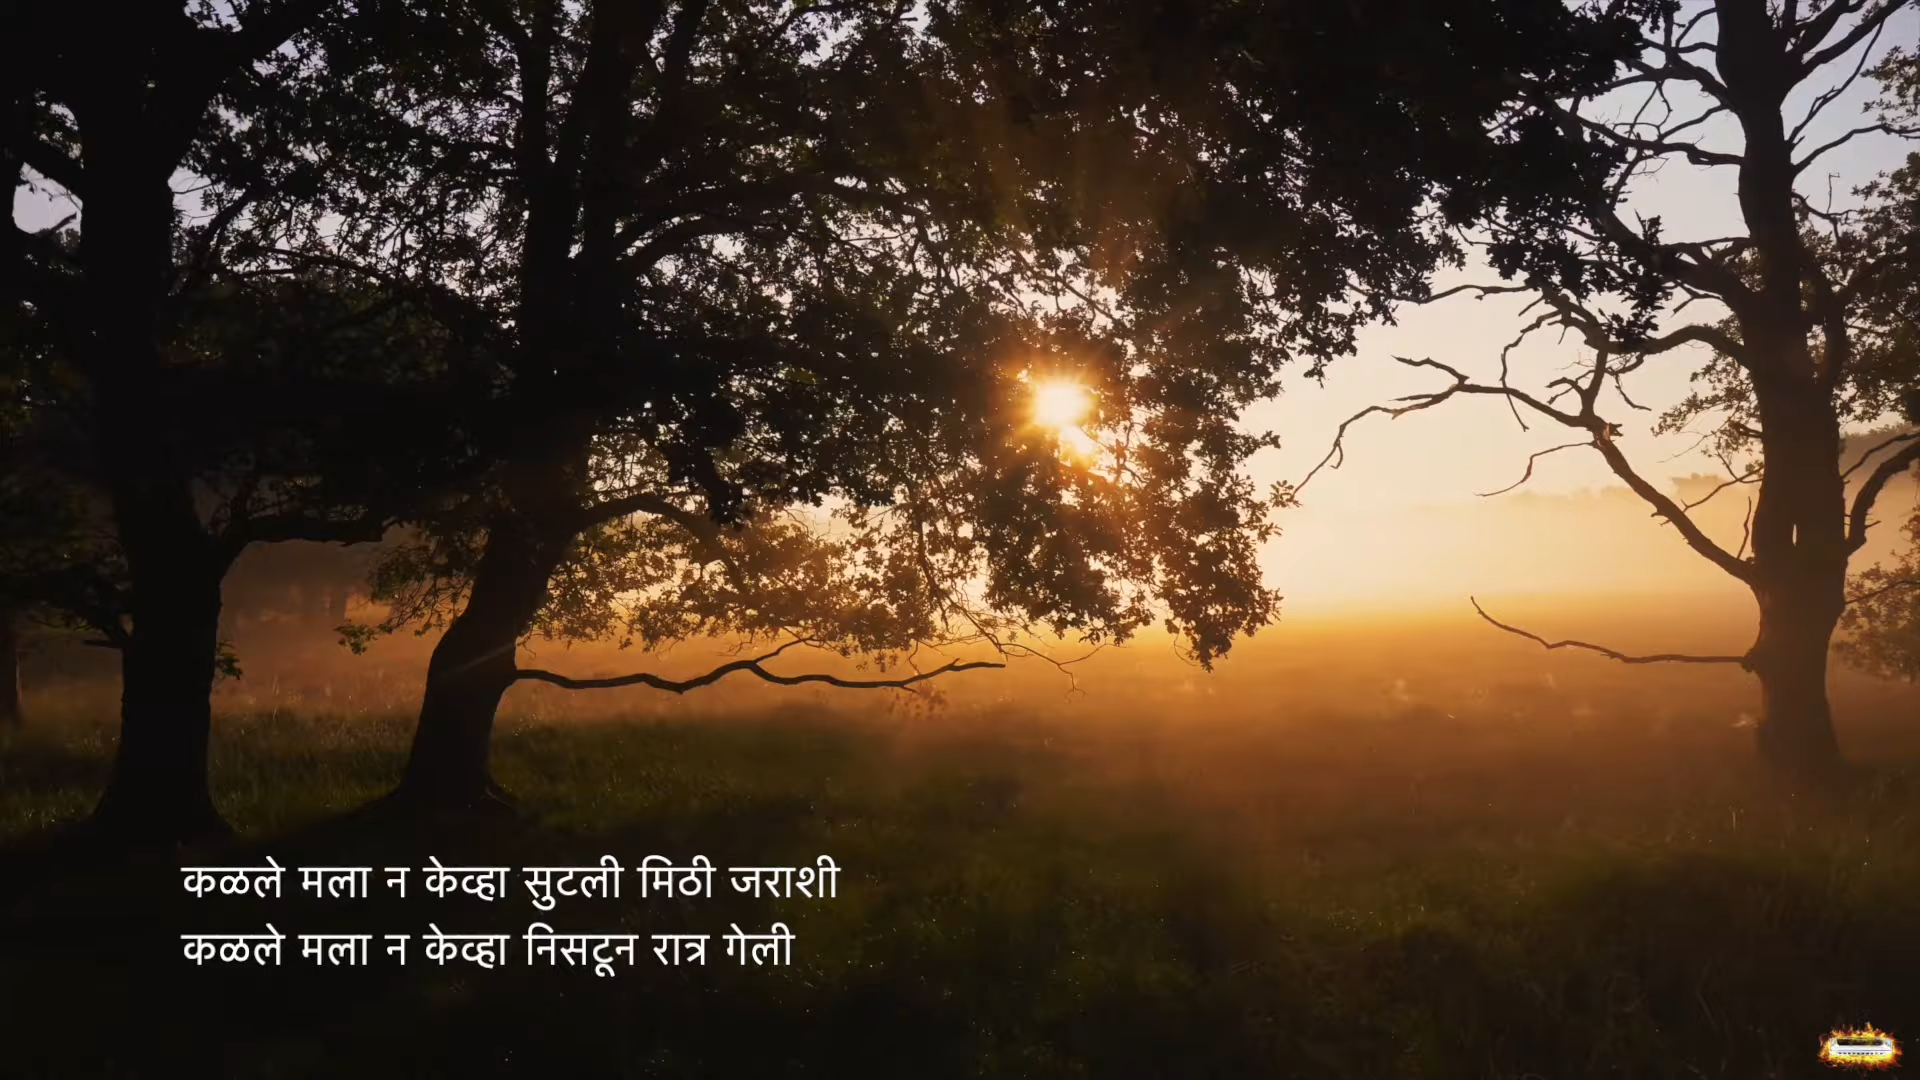 कळले मला न केव्हा सुटली मिठी जराशी
कळले मला न केव्हा निसटून रात्र गेली